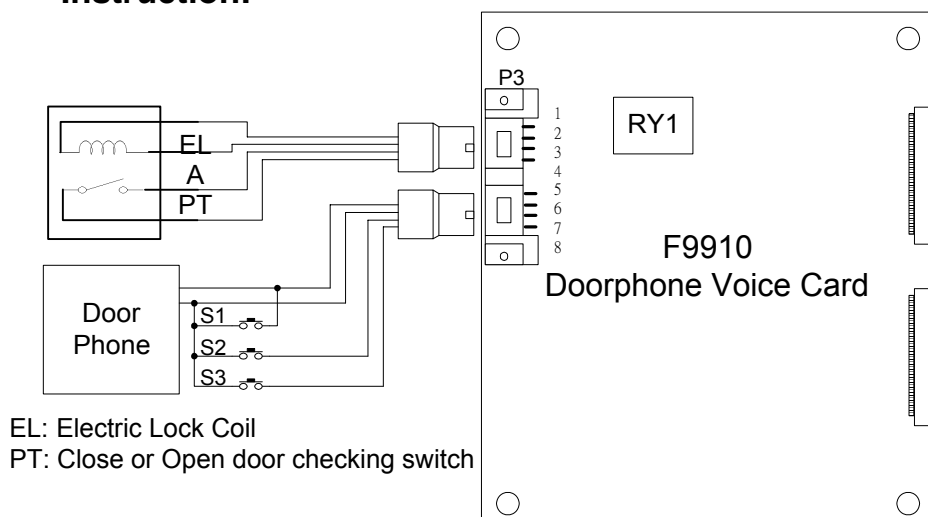 P3
1
2
3
4
5
6
7
8
RY1
EL
A
PT
Door
Phone
S1
S2
S3
F9910
Doorphone Voice Card
EL: Electric Lock Coil
PT: Close or Open door checking switch